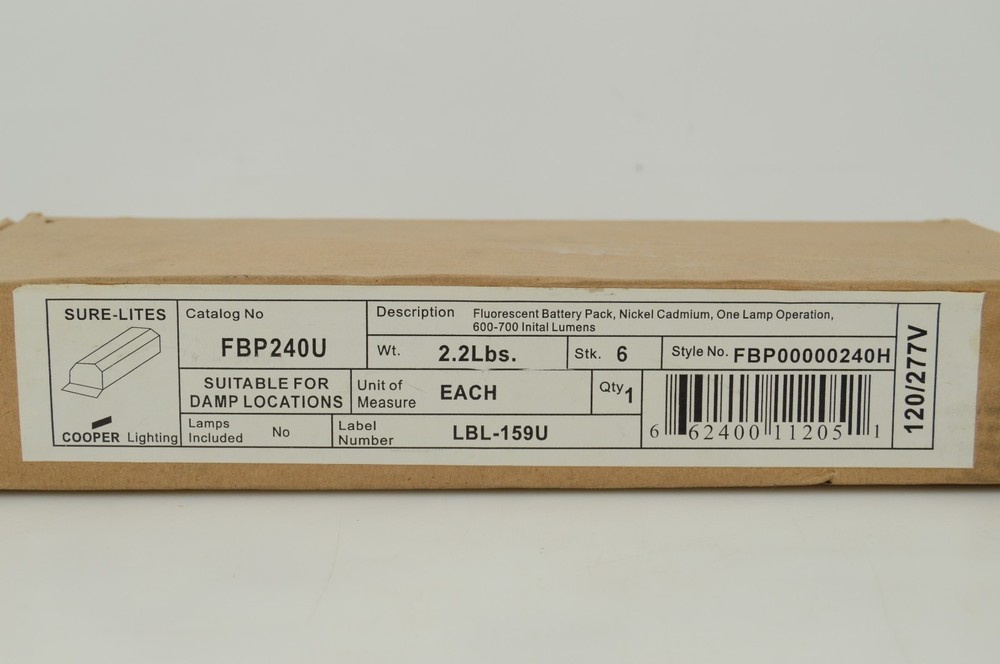 SURE-LITES
COOPER Lighting
Catalog No
FBP240U
Description Fluorescent Battery Pack, Nickel Cadmium, One Lamp Operation,
600-700 Inital Lumens
Wt. 2.2Lbs.
Stk. 6
Style No. FBP00000240H
SUITABLE FOR
DAMP LOCATIONS
Unit of
Measure
EACH
Qty 1
Lamps
Included
No
Label
Number
LBL-159U
6 62400 11205 1
120/277V